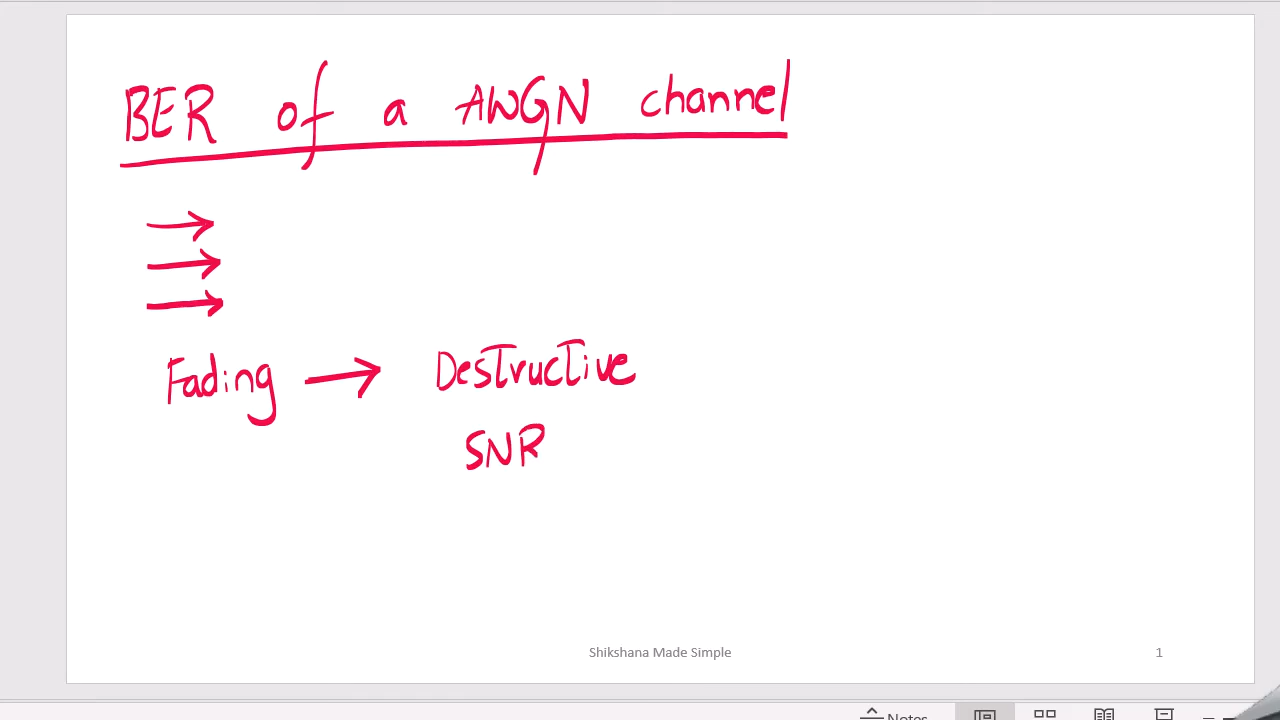 BER of a AWGN channel
→
→
→
Fading → Destructive
SNR
Shikshana Made Simple 1
Notes